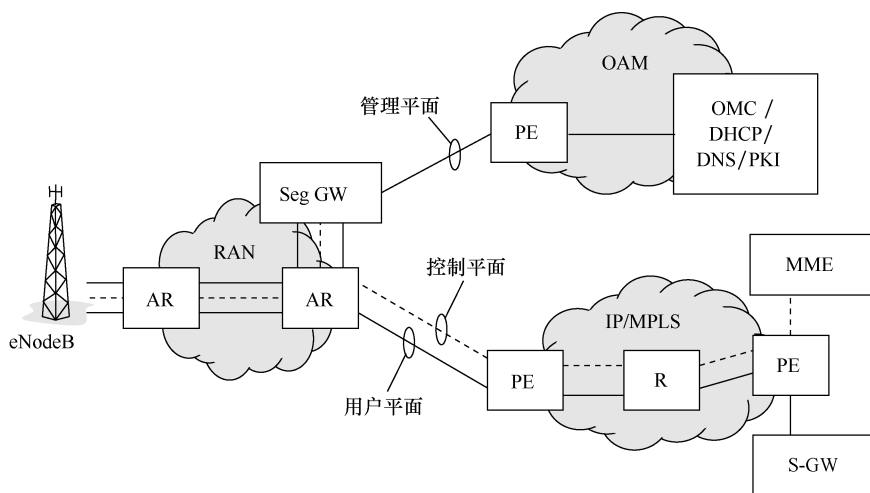 OAM
管理平面
PE
OMC /
DHCP/
DNS/PKI
Seg GW
RAN
控制平面
MME
AR
AR
IP/MPLS
eNodeB
PE
R
PE
用户平面
S-GW